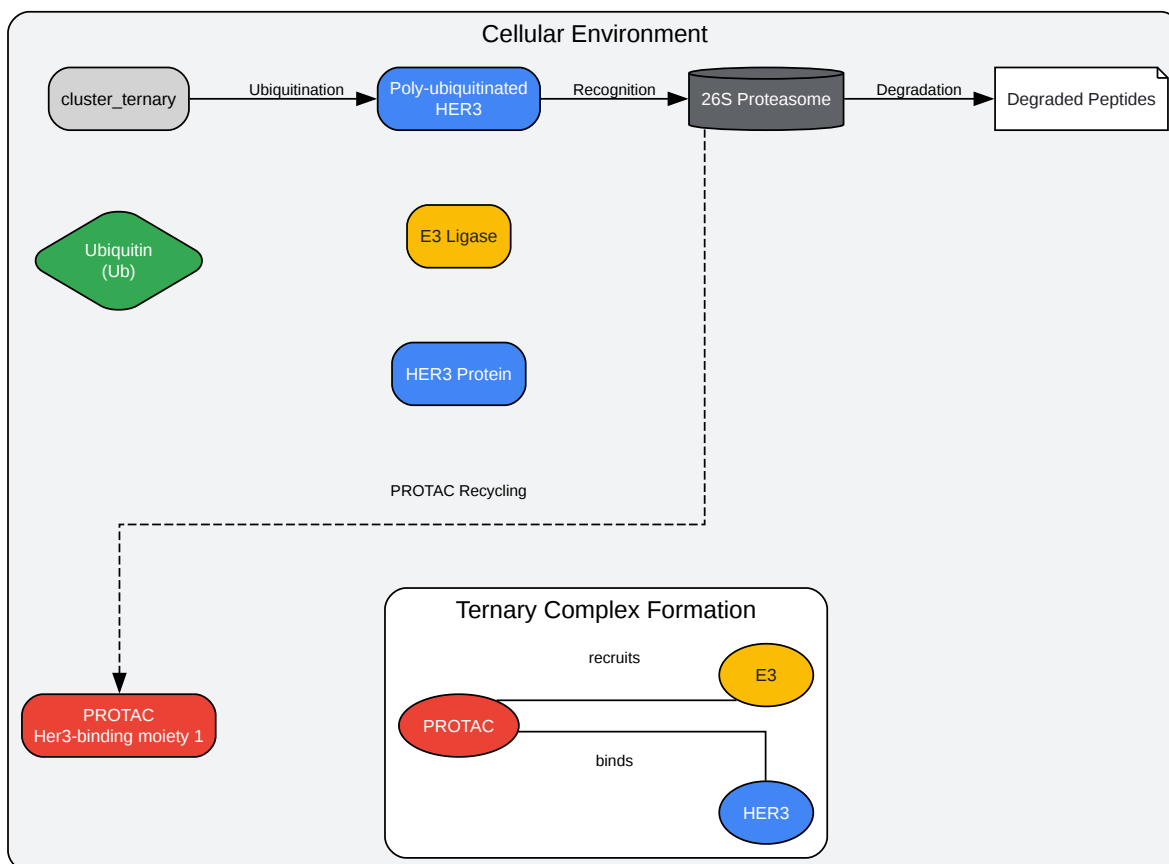 Cellular Environment
cluster_ternary
Ubiquitination
Poly-ubiquitinated
HER3
Recognition
26S Proteasome
Degradation
Degraded Peptides
Ubiquitin
(Ub)
E3 Ligase
HER3 Protein
PROTAC Recycling
Ternary Complex Formation
recruits
E3
PROTAC
binds
HER3
PROTAC
Her3-binding moiety 1